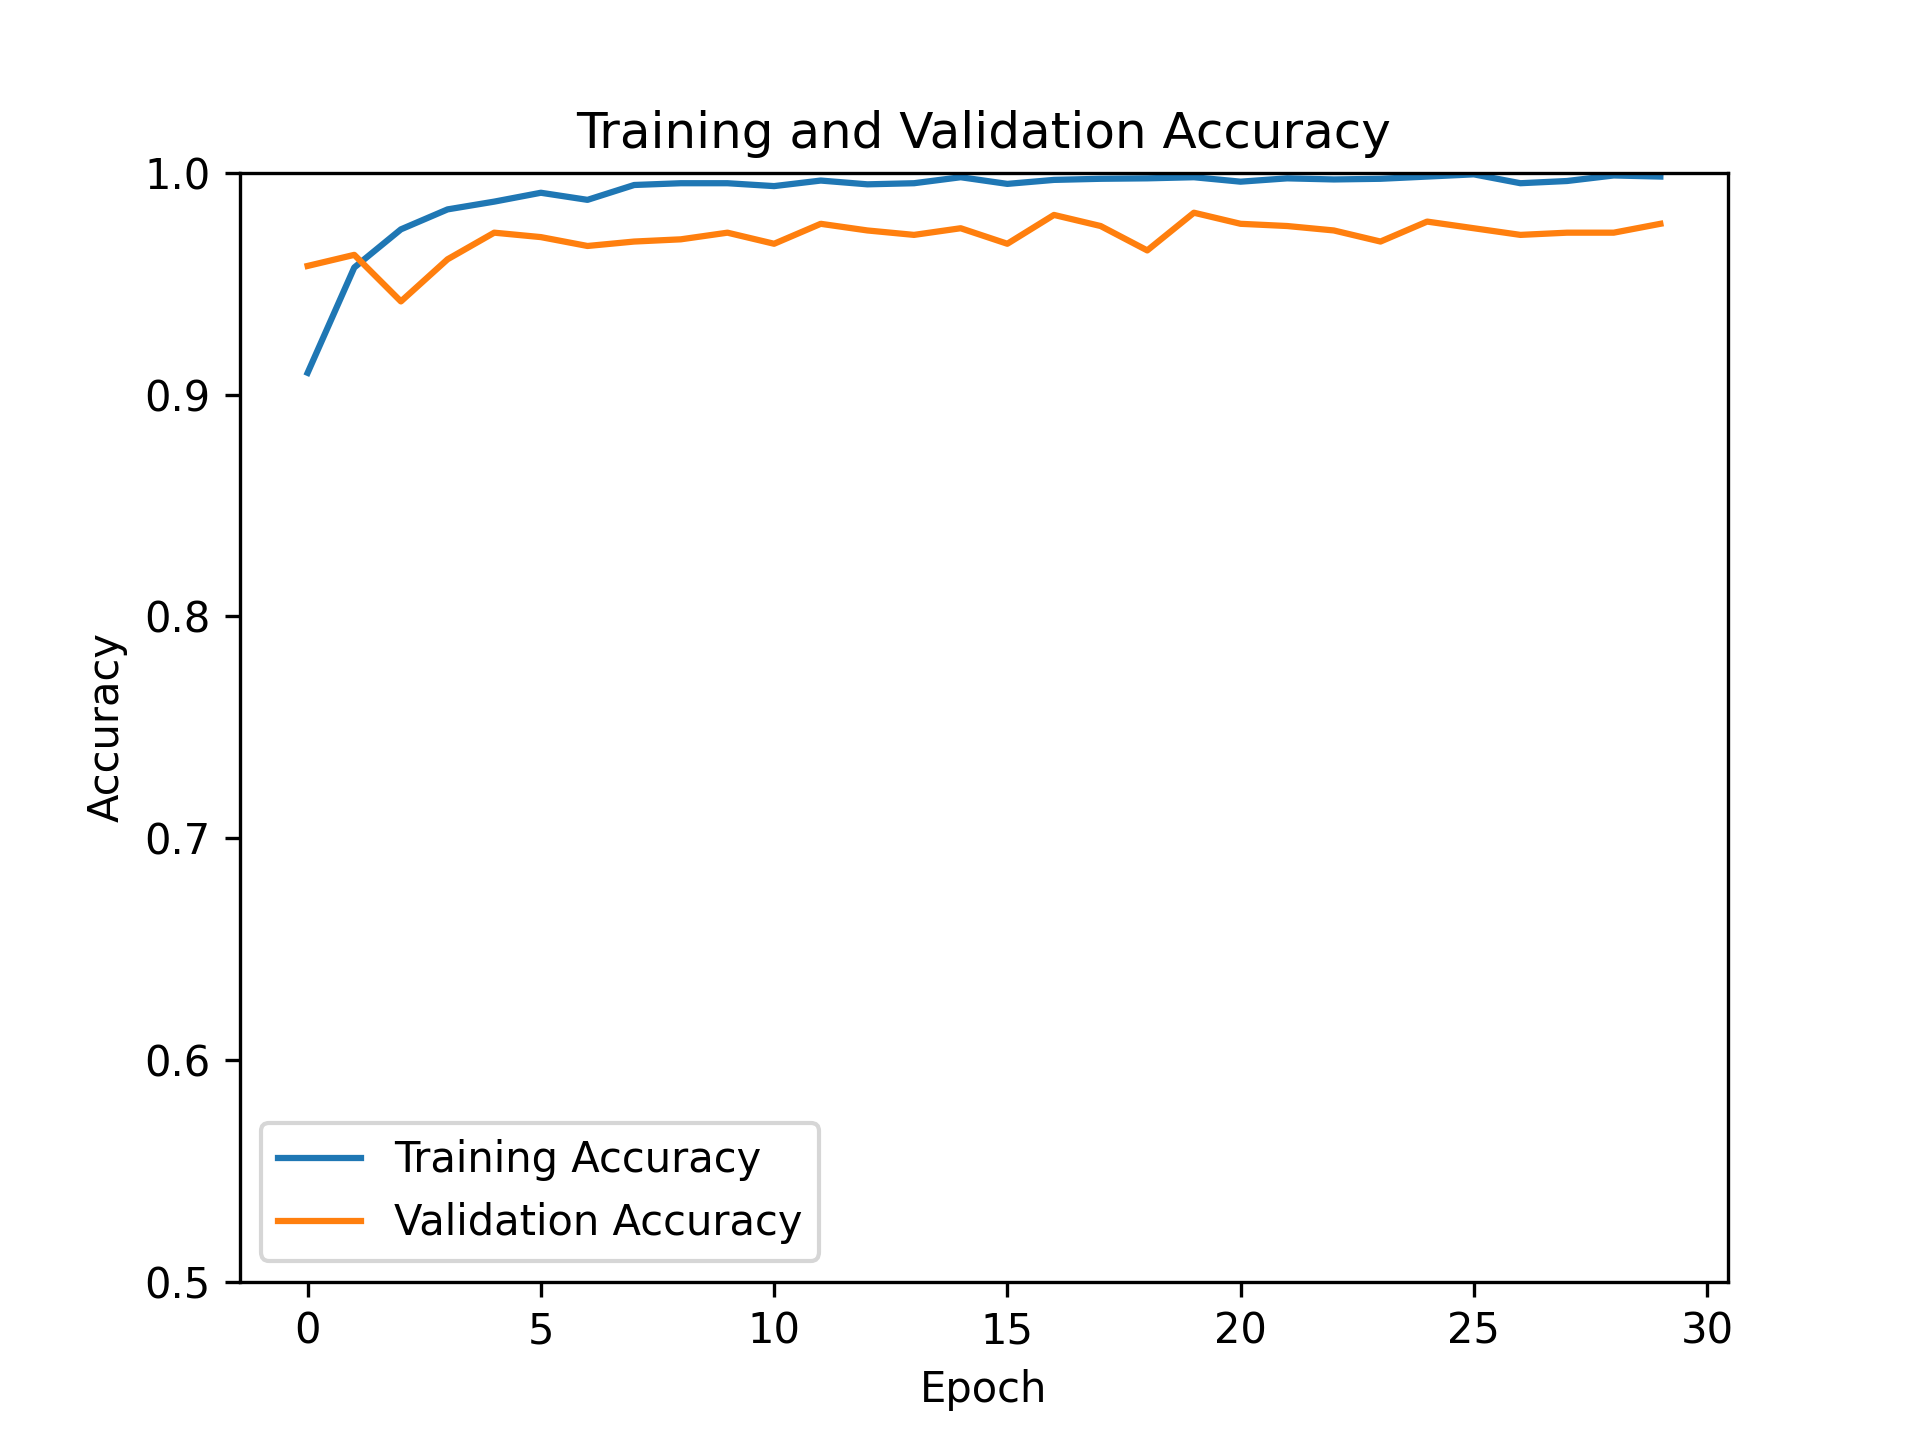 Training and Validation Accuracy
1.0
0.9
0.8
0.7
0.6
0.5
Accuracy
Training Accuracy
Validation Accuracy
0 5 10 15 20 25 30
Epoch